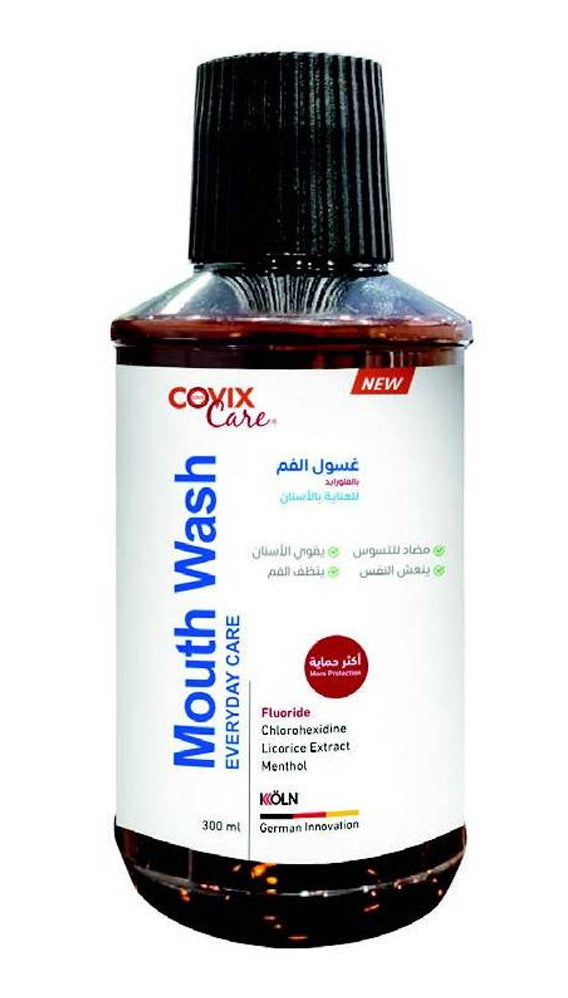 NEW
COVIX
Care
غسول الفم
بالفلورايد
للعناية بالأسنان
مضاد للتسوس يقوي الأسنان
ينعش النفس ينظف الفم
Mouth Wash
EVERYDAY CARE
أكثر حماية
More Protection
Fluoride
Chlorohexidine
Licorice Extract
Menthol
KÖLN
German Innovation
300 ml